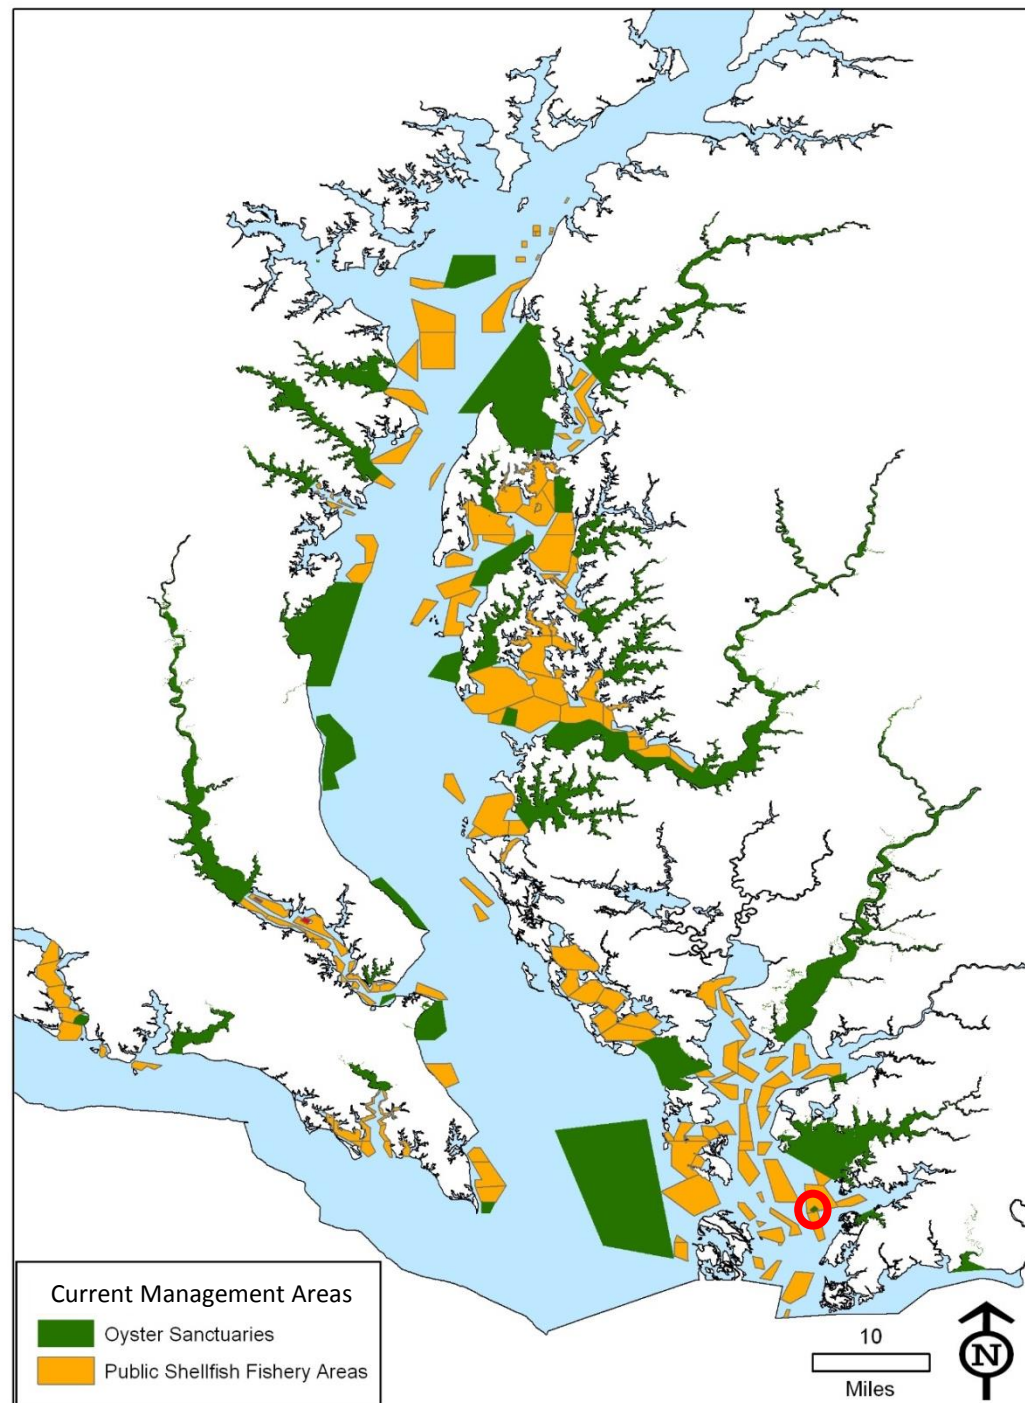 Current Management Areas
Oyster Sanctuaries
Public Shellfish Fishery Areas
10
Miles
N